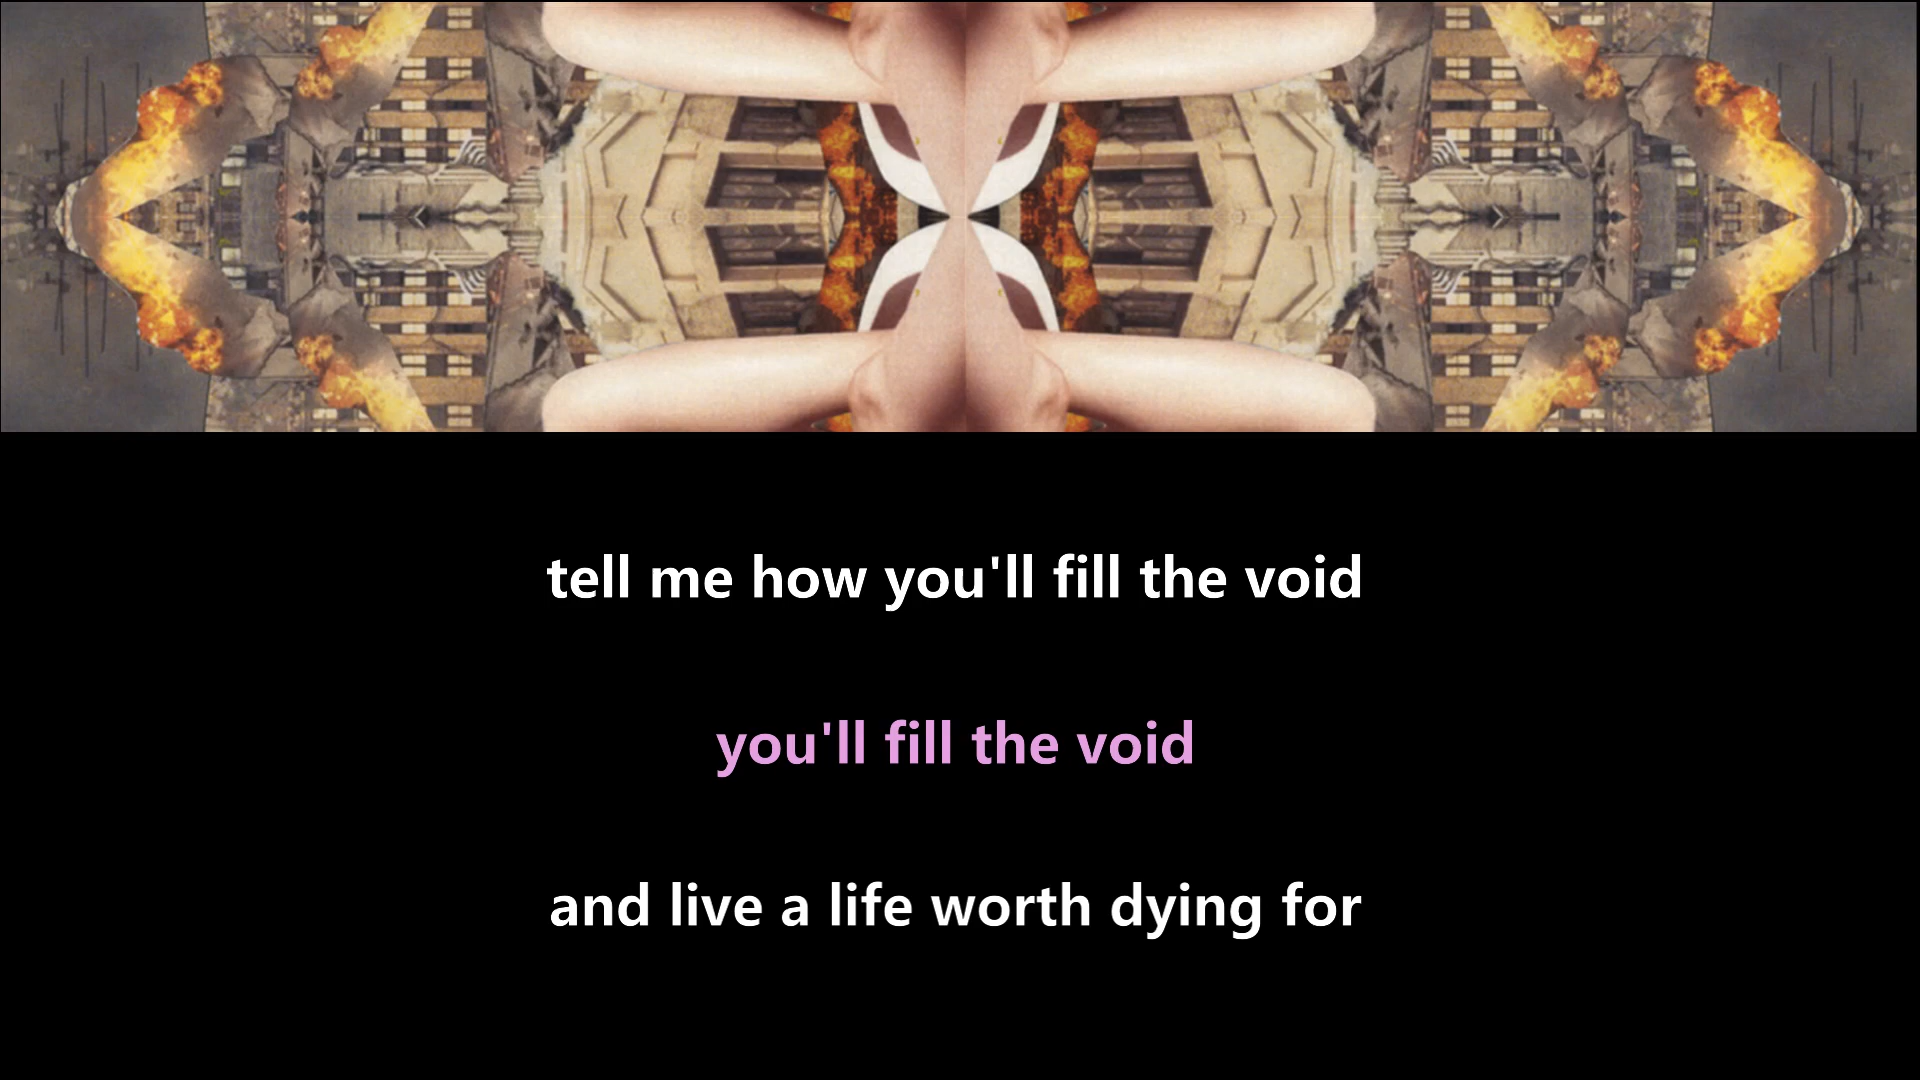 tell me how you'll fill the void
you'll fill the void
and live a life worth dying for